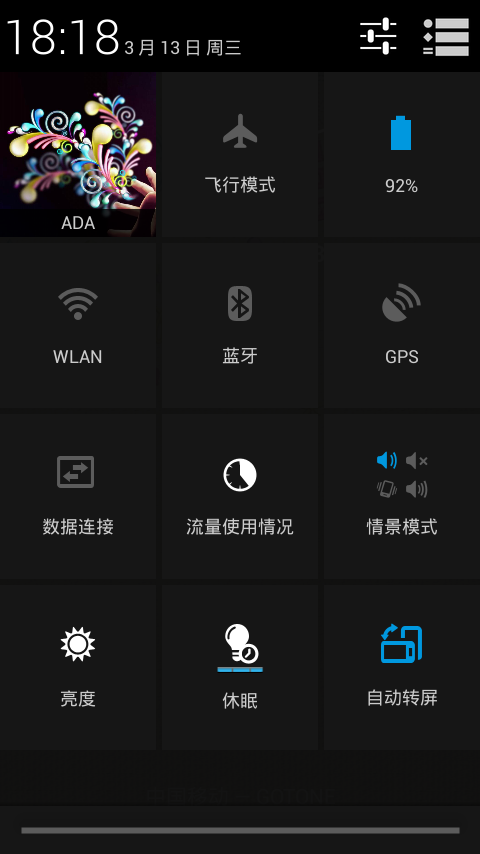 18:18 3月13日 周三
ADA
飞行模式
92%
WLAN
蓝牙
GPS
数据连接
流量使用情况
情景模式
亮度
休眠
自动转屏